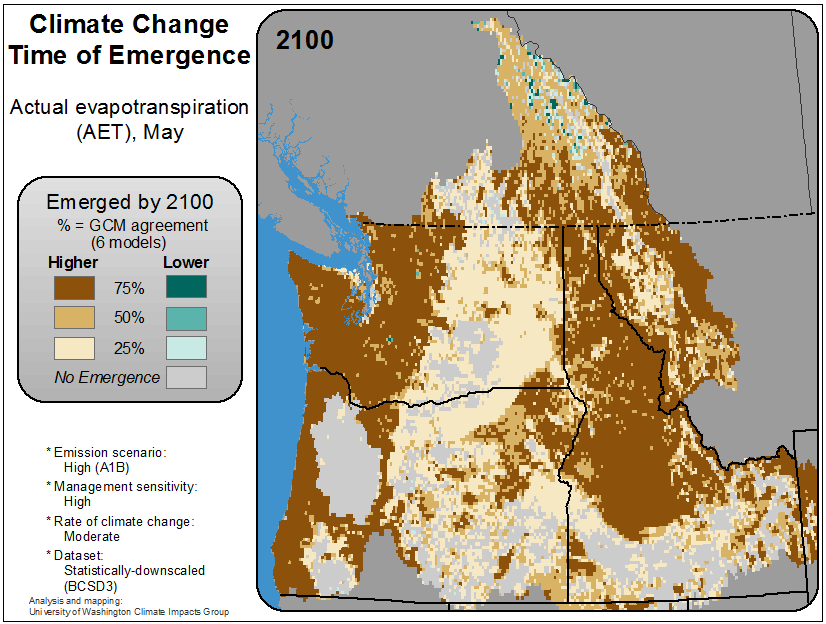 Climate Change
Time of Emergence
Actual evapotranspiration
(AET), May
2100
Emerged by 2100
% = GCM agreement
(6 models)
Higher Lower
75%
50%
25%
No Emergence
* Emission scenario:
High (A1B)
* Management sensitivity:
High
* Rate of climate change:
Moderate
* Dataset:
Statistically-downscaled
(BCSD3)
Analysis and mapping:
University of Washington Climate Impacts Group